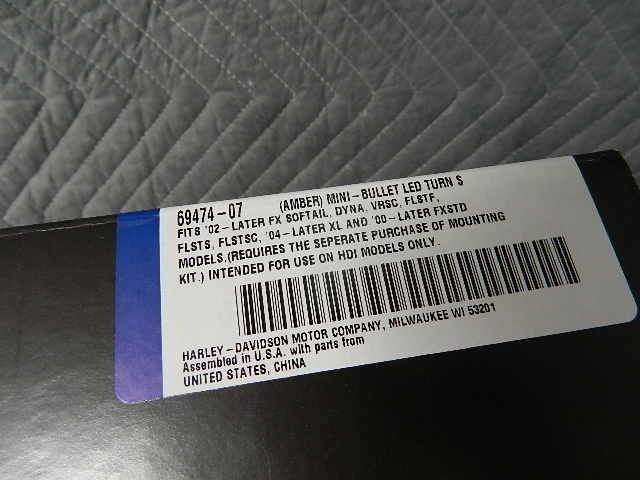 69474-07 (AMBER) MINI-BULLET LED TURN S
FITS '02-LATER FX SOFTAIL, DYNA, VRSC, FLSTF,
FLSTS, FLSTSC, '04-LATER XL AND '00-LATER FXSTD
MODELS.(REQUIRES THE SEPERATE PURCHASE OF MOUNTING
KIT.) INTENDED FOR USE ON HDI MODELS ONLY.
HARLEY-DAVIDSON MOTOR COMPANY, MILWAUKEE WI 53201
Assembled in U.S.A. with parts from
UNITED STATES, CHINA